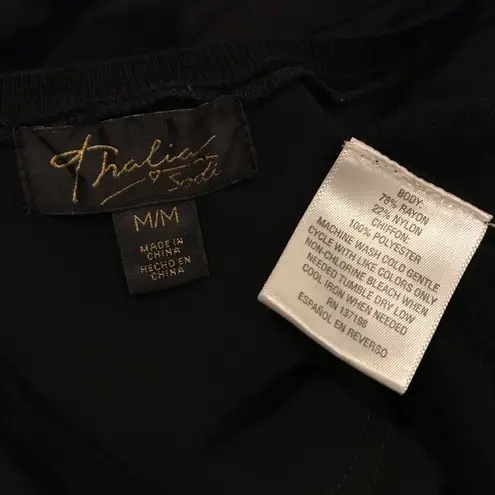 Thalia
Sodi
M/M
MADE IN
CHINA
HECHO EN
CHINA
BODY:
78% RAYON
22% NYLON
CHIFFON:
100% POLYESTER
MACHINE WASH COLD GENTLE
CYCLE WITH LIKE COLORS ONLY
NON-CHLORINE BLEACH WHEN
NEEDED TUMBLE DRY LOW
COOL IRON WHEN NEEDED
RN 137198
ESPAÑOL EN REVERSO